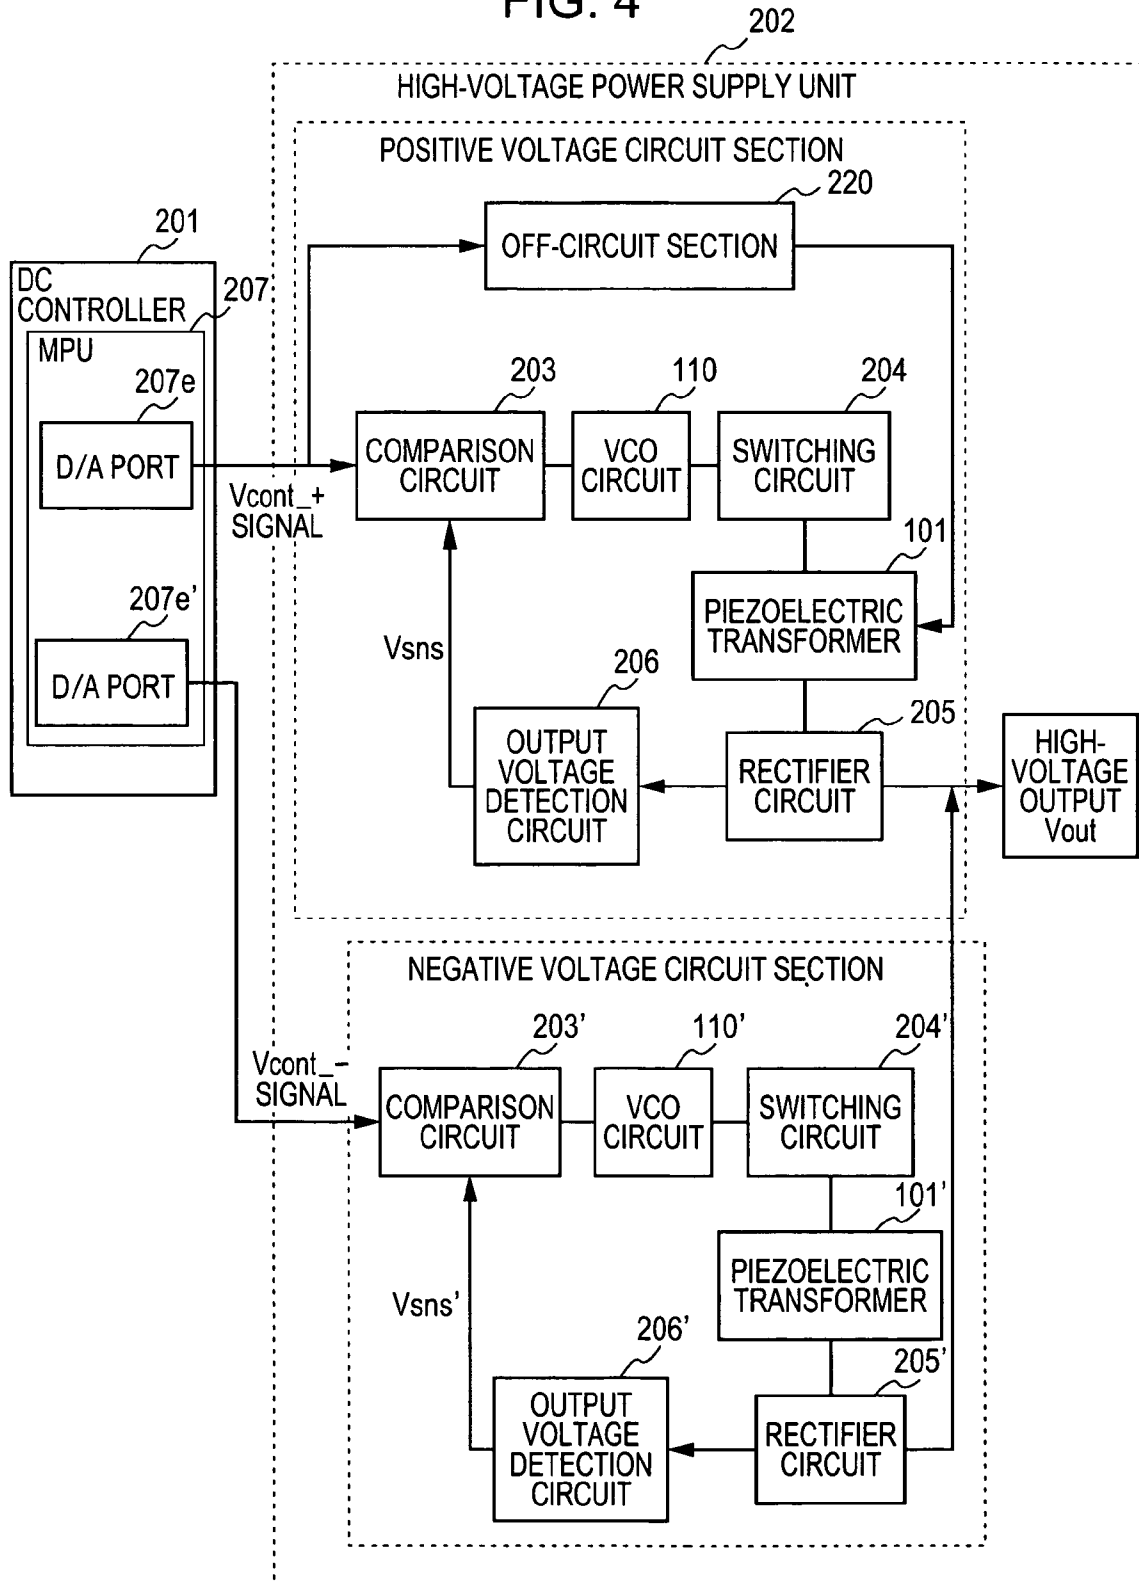 FIG. 4
202
HIGH-VOLTAGE POWER SUPPLY UNIT
POSITIVE VOLTAGE CIRCUIT SECTION
220
OFF-CIRCUIT SECTION
201
DC
CONTROLLER
207
MPU
207e
D/A PORT
Vcont_+
SIGNAL
203
COMPARISON
CIRCUIT
110
VCO
CIRCUIT
204
SWITCHING
CIRCUIT
101
PIEZOELECTRIC
TRANSFORMER
207e'
D/A PORT
Vsns
206
OUTPUT
VOLTAGE
DETECTION
CIRCUIT
205
RECTIFIER
CIRCUIT
HIGH-
VOLTAGE
OUTPUT
Vout
NEGATIVE VOLTAGE CIRCUIT SECTION
Vcont_-
SIGNAL
203'
COMPARISON
CIRCUIT
110'
VCO
CIRCUIT
204'
SWITCHING
CIRCUIT
101'
PIEZOELECTRIC
TRANSFORMER
Vsns'
206'
OUTPUT
VOLTAGE
DETECTION
CIRCUIT
205'
RECTIFIER
CIRCUIT